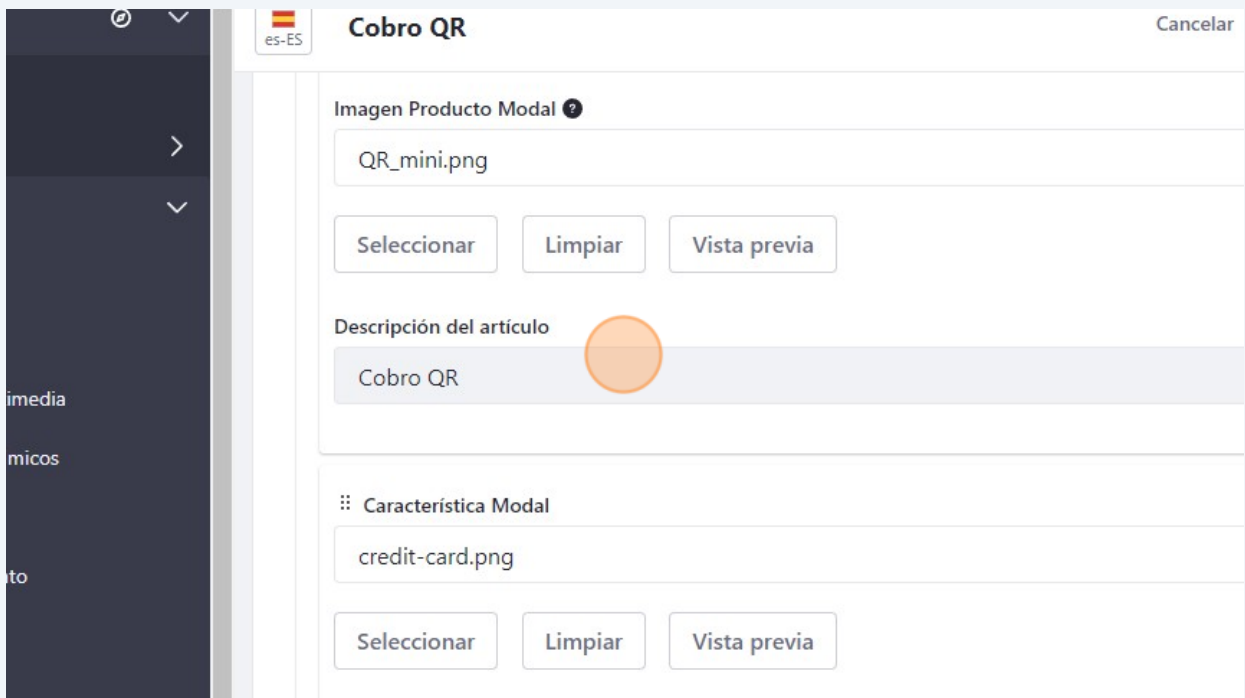 es-ES
Cobro QR
Cancelar
Imagen Producto Modal ?
QR_mini.png
Seleccionar Limpiar Vista previa
Descripción del artículo
Cobro QR
imedia
micos
Característica Modal
credit-card.png
ito
Seleccionar Limpiar Vista previa